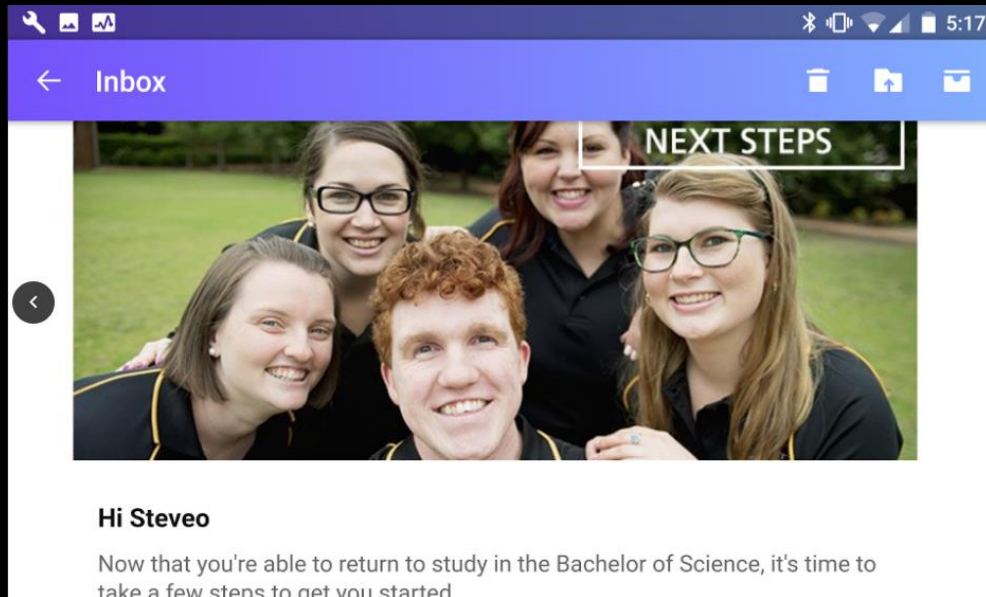 5:17
Inbox
NEXT STEPS
Hi Steveo
Now that you're able to return to study in the Bachelor of Science, it's time to
take a few steps to get you started